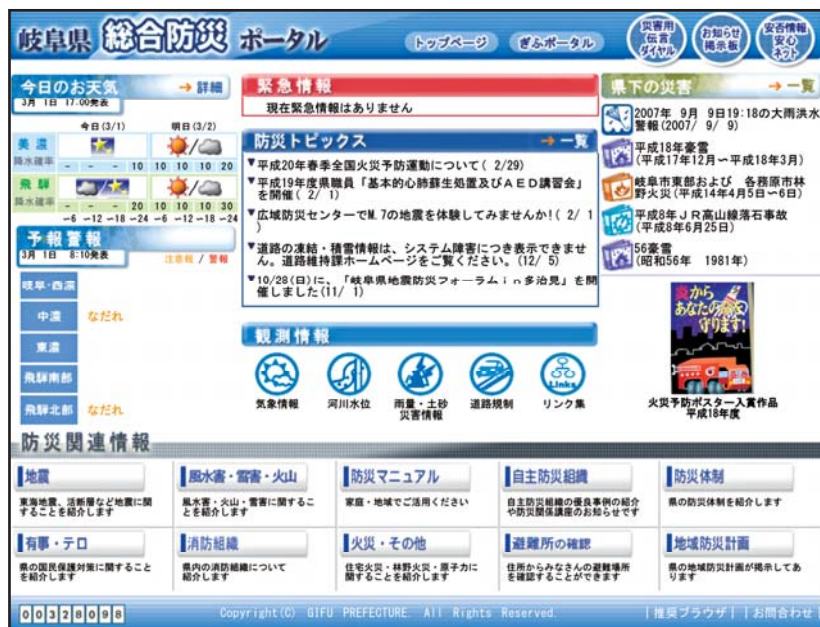 岐阜県 総合防災 ポータル
トップページ
ぎふポータル
災害用
伝言
ダイヤル
お知らせ
掲示板
安否情報
安心
ネット
今日のお天気
→ 詳細
3月 1日 17:00発表
今日(3/1) 明日(3/2)
美濃
降水確率 - - - 10 10 10 10 20
飛騨
降水確率 - - - 20 10 10 10 30
~6 ~12 ~18 ~24 ~6 ~12 ~18 ~24
予報警報
3月 1日 8:10発表
注意報 / 警報
岐阜・西濃
中濃 なだれ
東濃
飛騨南部
飛騨北部 なだれ
緊急情報
現在緊急情報はありません
防災トピックス
→ 一覧
▼平成20年春季全国火災予防運動について( 2/29)
▼平成19年度県職員「基本的心肺蘇生処置及びAED講習会」
を開催( 2/ 1)
▼広域防災センターでM.7の地震を体験してみませんか!( 2/ 1
)
▼道路の凍結・積雪情報は、システム障害につき表示できませ
ん。道路維持課ホームページをご覧ください。(12/ 5)
▼10/28(日)に、「岐阜県地震防災フォーラムin多治見」を開
催しました(11/ 1)
観測情報
気象情報
河川水位
雨量・土砂
災害情報
道路規制
Links
リンク集
県下の災害
→ 一覧
2007年 9月 9日19:18の大雨洪水
警報(2007/ 9/ 9)
平成18年豪雪
(平成17年12月~平成18年3月)
岐阜市東部および 各務原市林
野火災(平成14年4月5日~6日)
平成8年JR高山線落石事故
(平成8年6月25日)
56豪雪
(昭和56年 1981年)
炎から
あなたの命を
守ります!
火災予防ポスター入賞作品
平成18年度
防災関連情報
地震
東海地震、活断層など地震に関
することを紹介します
風水害・雪害・火山
風水害・火山・雪害に関するこ
とを紹介します
防災マニュアル
家庭・地域でご活用ください
自主防災組織
自主防災組織の優良事例の紹介
や防災関係講座のお知らせです
防災体制
県の防災体制を紹介します
有事・テロ
県の国民保護対策に関すること
を紹介します
消防組織
県内の消防組織について
紹介します
火災・その他
住宅火災・林野火災・原子力に
関することを紹介します
避難所の確認
住所からみなさんの避難場所
を確認することができます
地域防災計画
県の地域防災計画が掲示してあ
ります
00328098
Copyright(C) GIFU PREFECTURE. All Rights Reserved.
|推奨ブラウザ| |お問合わせ|